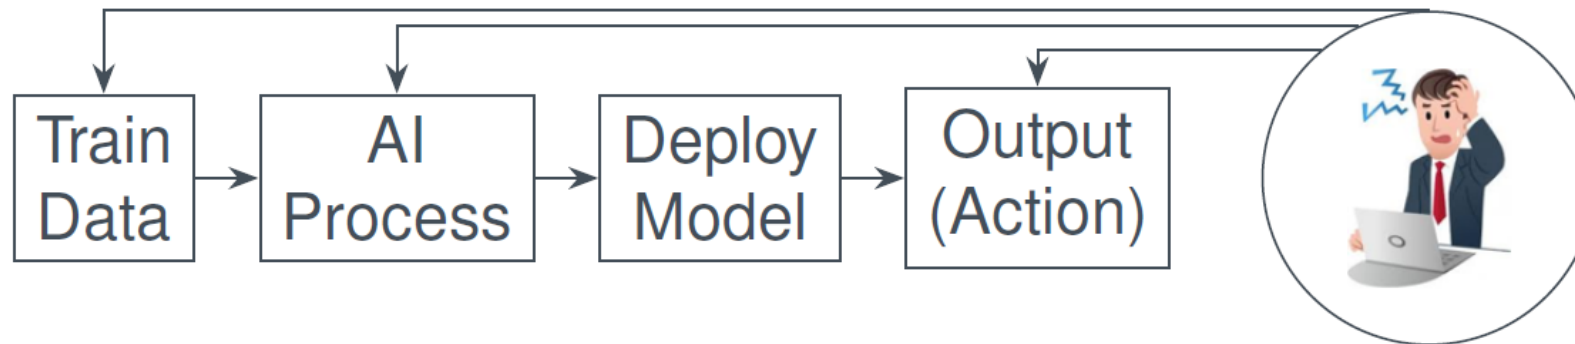 Train
Data
AI
Process
Deploy
Model
Output
(Action)